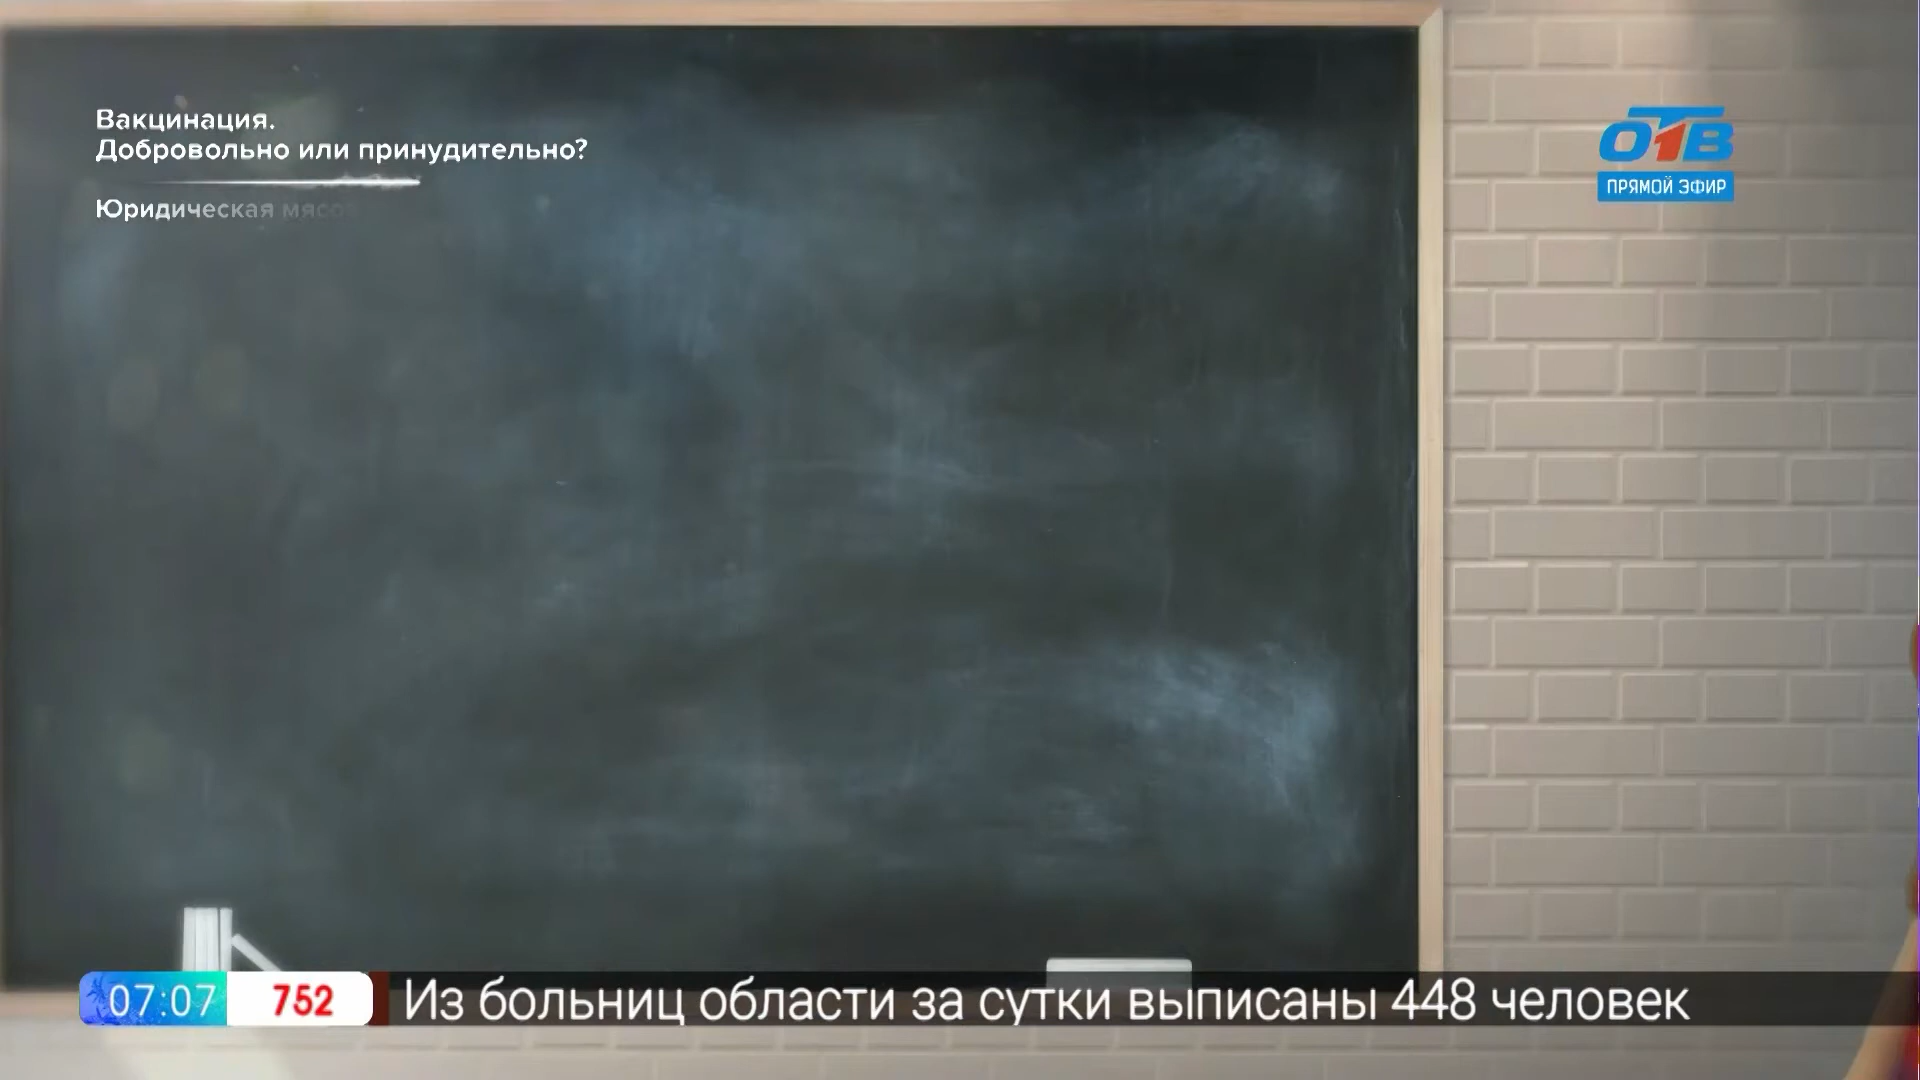 Вакцинация.
Добровольно или принудительно?
Юридическая
ОТВ
ПРЯМОЙ ЭФИР
07:07 752 Из больниц области за сутки выписаны 448 человек